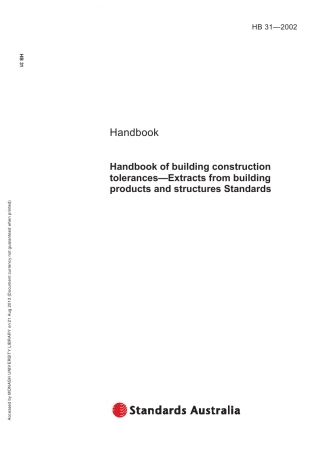 HB 31—2002
HB 31
Handbook
Handbook of building construction
tolerances—Extracts from building
products and structures Standards
Accessed by MONASH UNIVERSITY LIBRARY on 21 Aug 2013 (Document currency not guaranteed when printed)
Standards Australia